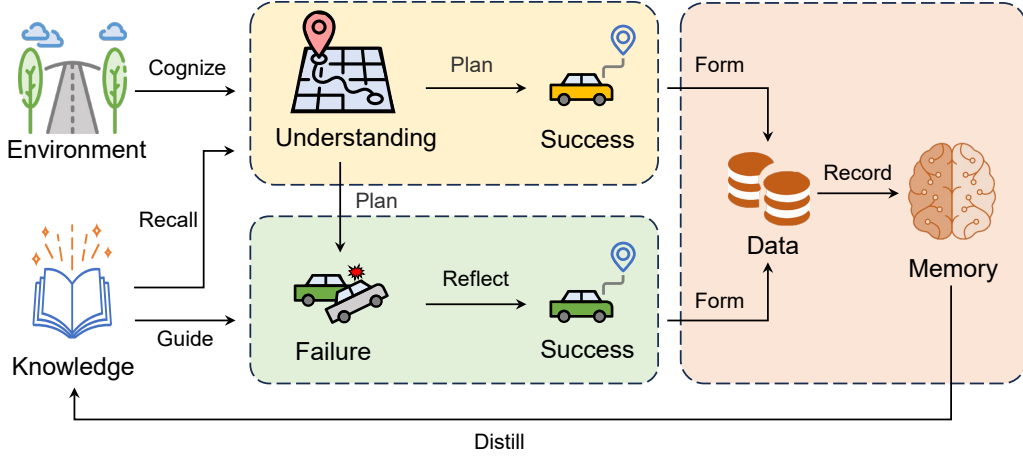 Cognize
Environment
Understanding
Plan
Success
Form
Recall
Plan
Record
Data
Memory
Knowledge
Guide
Failure
Reflect
Success
Form
Distill